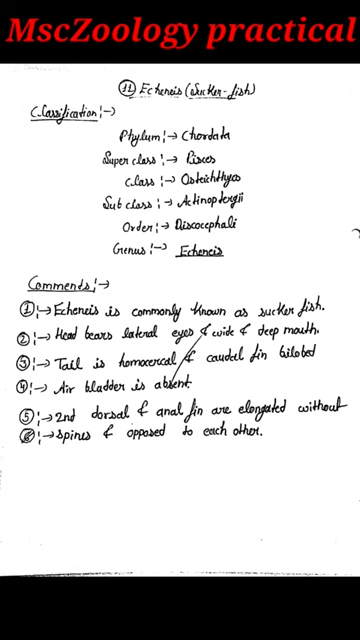 MscZoology practical
11 Echeneis (Sucker-fish)
Classification:→
Phylum:→ Chordata
Super class:→ Pisces
Class:→ Osteichthyes
Sub class:→ Actinopterygii
Order:→ Discocephali
Genus:→ Echeneis
Comments:→
1:→ Echeneis is commonly known as sucker fish.
2:→ Head bears lateral eyes & wide & deep mouth.
3:→ Tail is homocercal & caudal fin bilobed
4:→ Air bladder is absent
5:→ 2nd dorsal & anal fin are elongated without
6:→ Spines & opposed to each other.